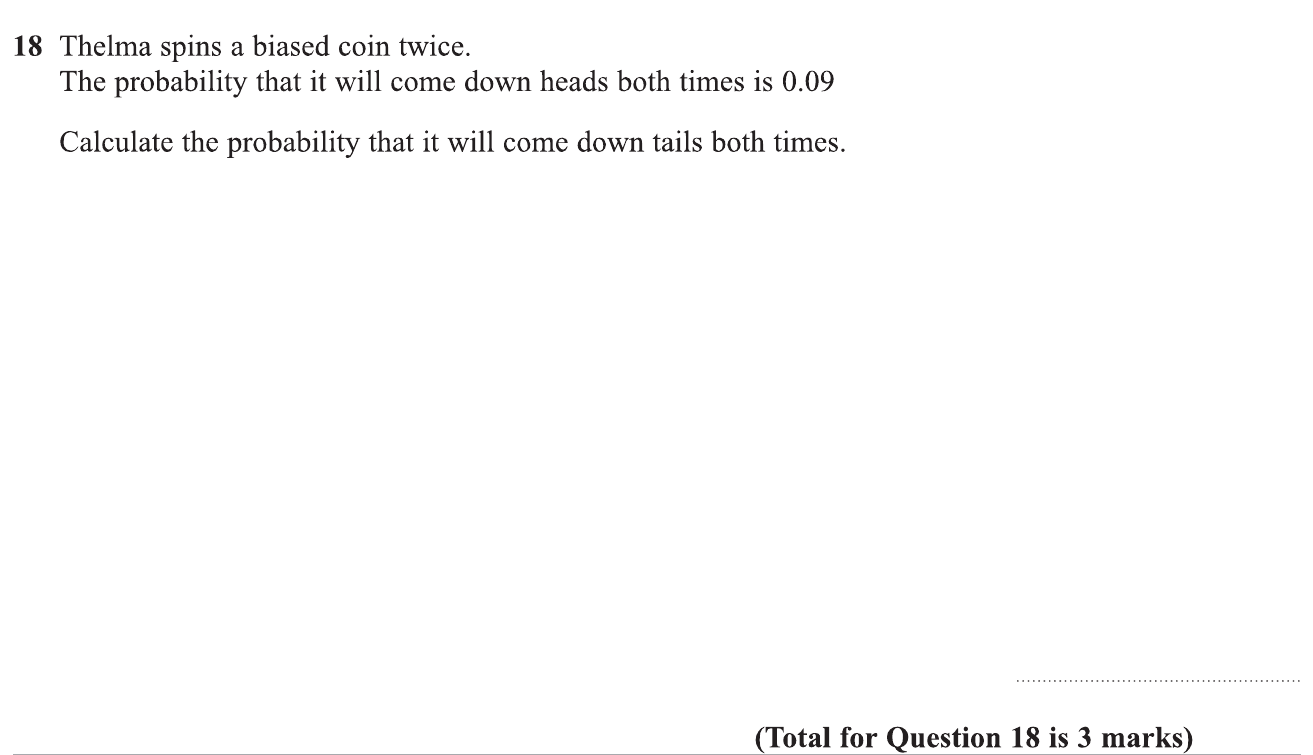 18 Thelma spins a biased coin twice.
The probability that it will come down heads both times is 0.09
Calculate the probability that it will come down tails both times.
(Total for Question 18 is 3 marks)